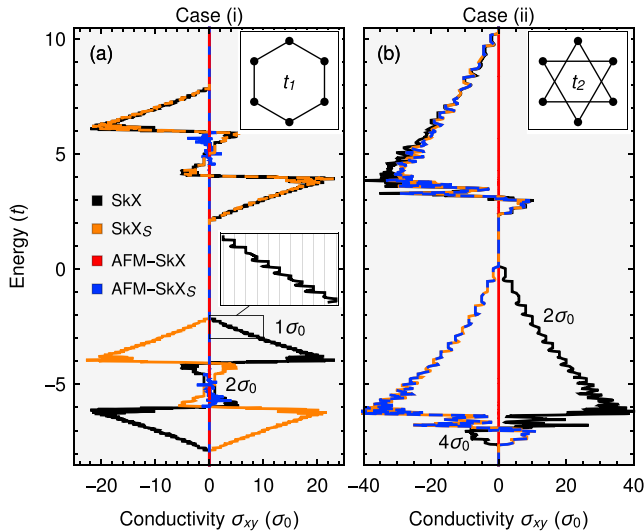 Case (i)
Case (ii)
(a)
t1
(b)
t2
Energy (t)
10
5
0
−5
SkX
SkXS
AFM−SkX
AFM−SkXS
1σ0
2σ0
2σ0
4σ0
−20 −10 0 10 20
−40 −20 0 20 40
Conductivity σxy (σ0)
Conductivity σxy (σ0)